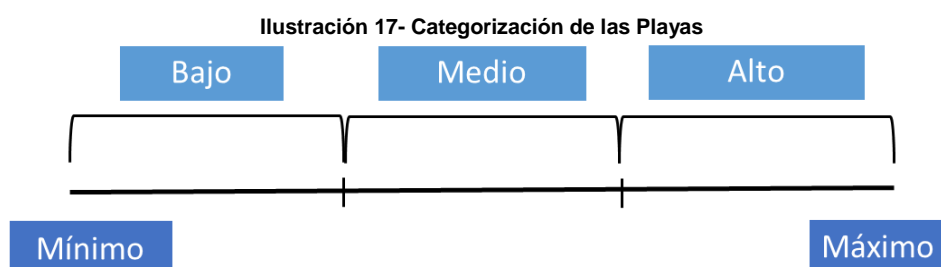 Ilustración 17- Categorización de las Playas
Bajo Medio Alto
Mínimo Máximo